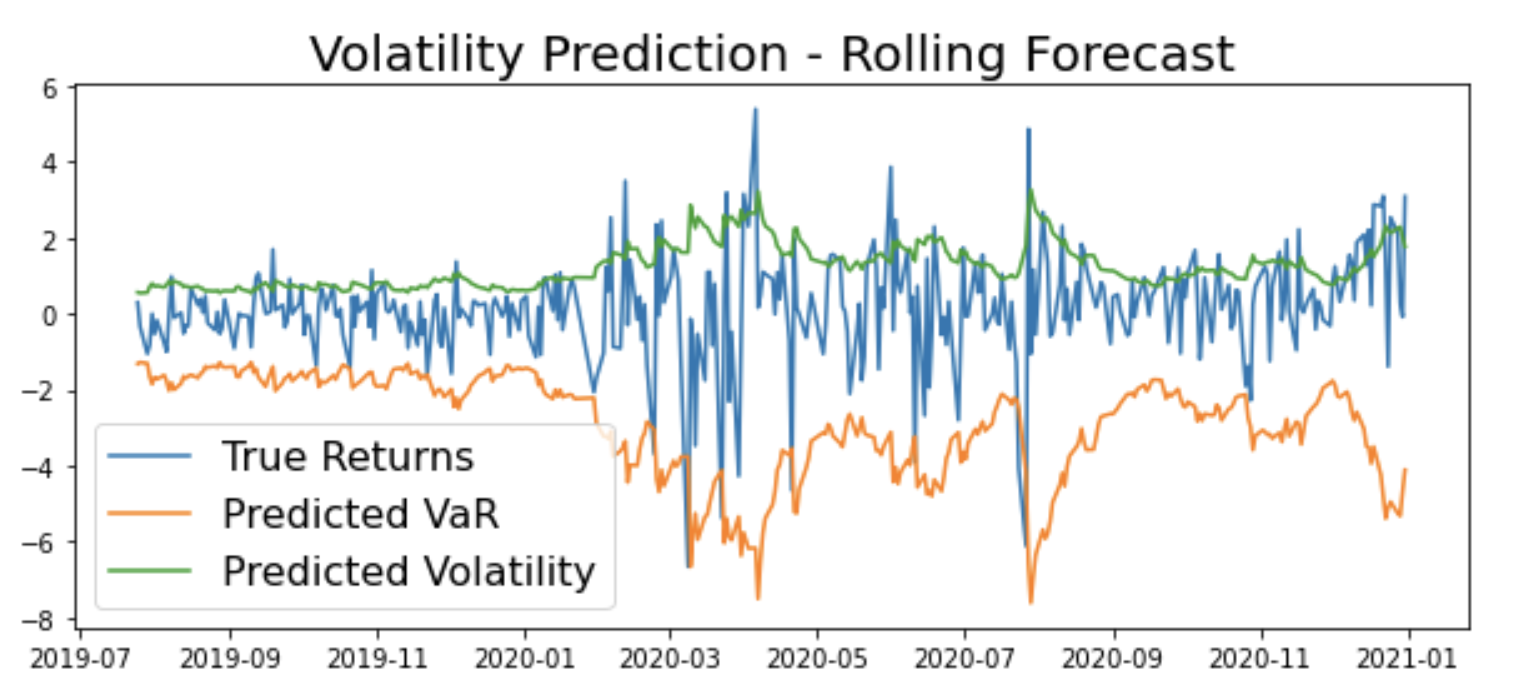 Volatility Prediction - Rolling Forecast
6
4
2
0
−2
−4
−6
−8
True Returns
Predicted VaR
Predicted Volatility
2019-07 2019-09 2019-11 2020-01 2020-03 2020-05 2020-07 2020-09 2020-11 2021-01